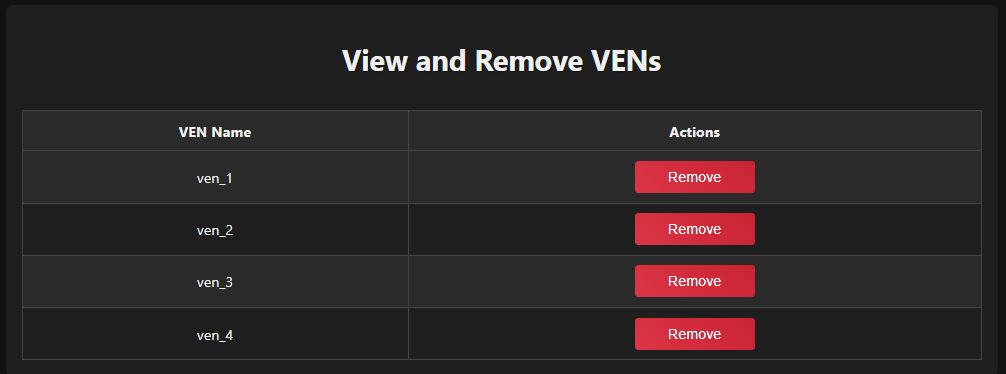 View and Remove VENs
VEN Name Actions
ven_1 Remove
ven_2 Remove
ven_3 Remove
ven_4 Remove